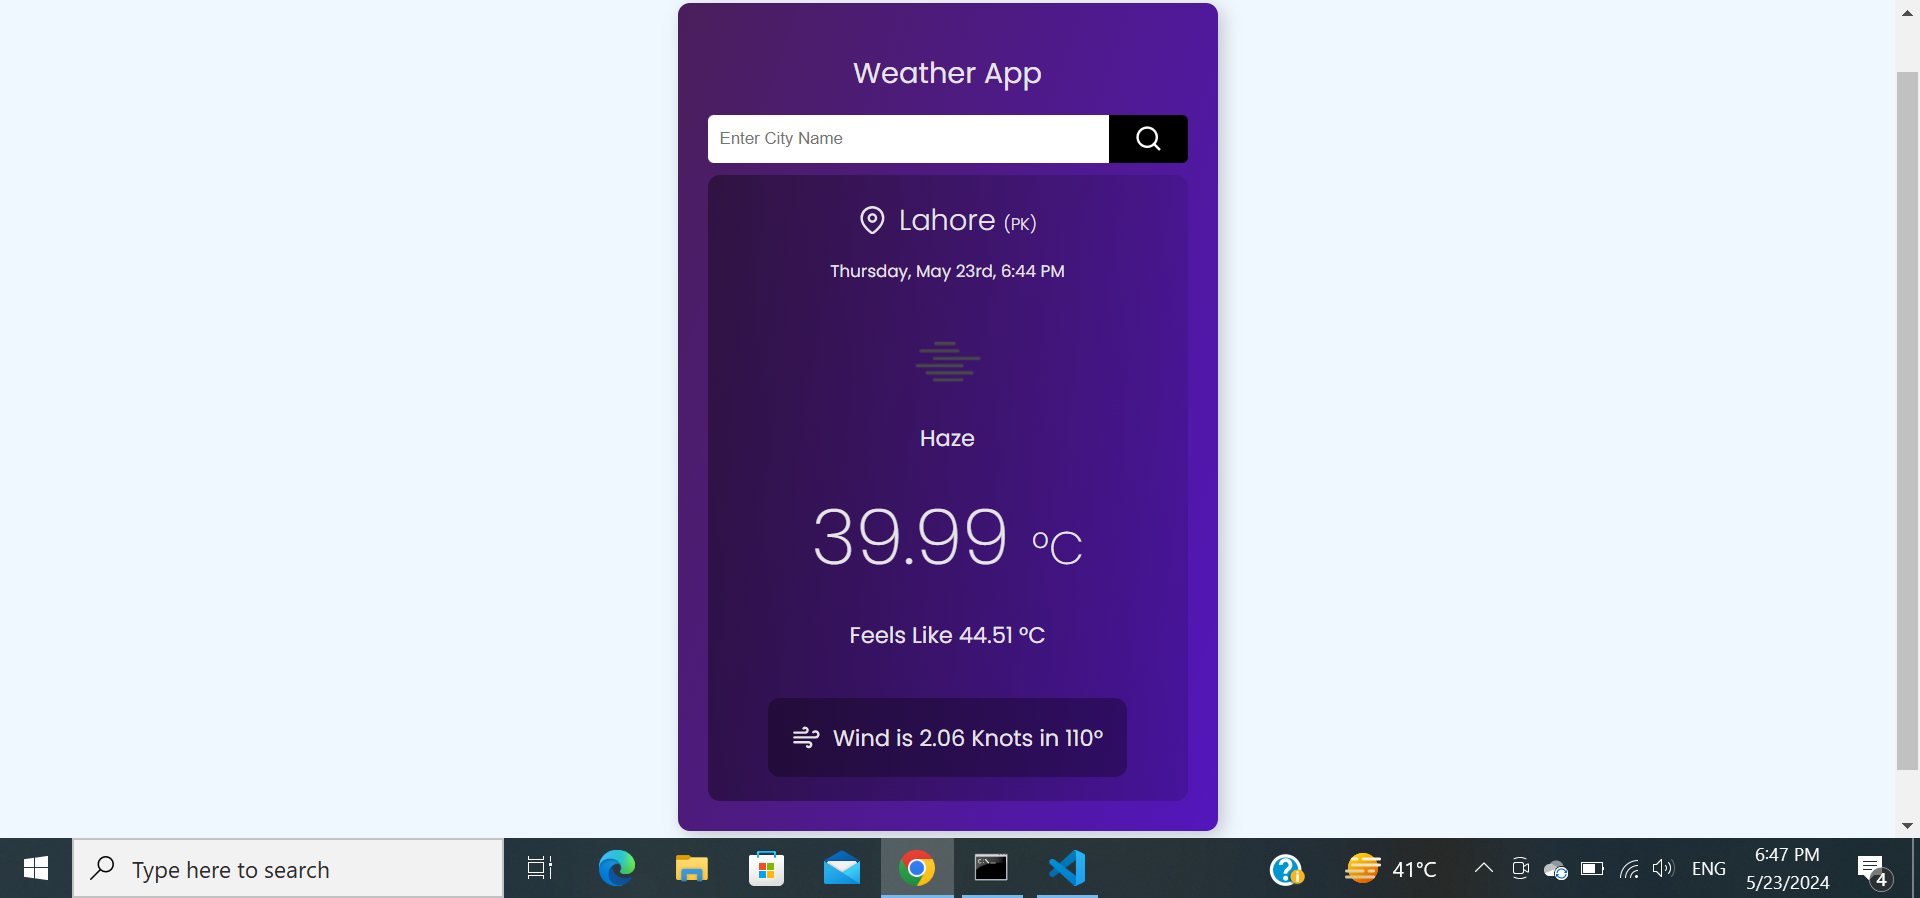 Weather App
Enter City Name
Lahore (PK)
Thursday, May 23rd, 6:44 PM
Haze
39.99 °C
Feels Like 44.51 °C
Wind is 2.06 Knots in 110°
Type here to search
41°C
ENG
6:47 PM
5/23/2024
4